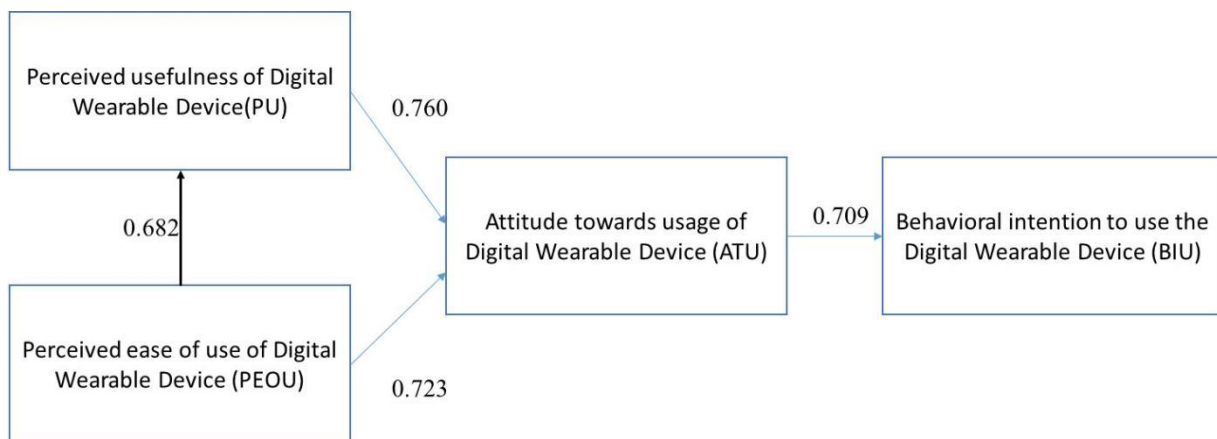 Perceived usefulness of Digital
Wearable Device(PU)
0.760
0.682
Attitude towards usage of
Digital Wearable Device (ATU)
0.709
Behavioral intention to use the
Digital Wearable Device (BIU)
Perceived ease of use of Digital
Wearable Device (PEOU)
0.723